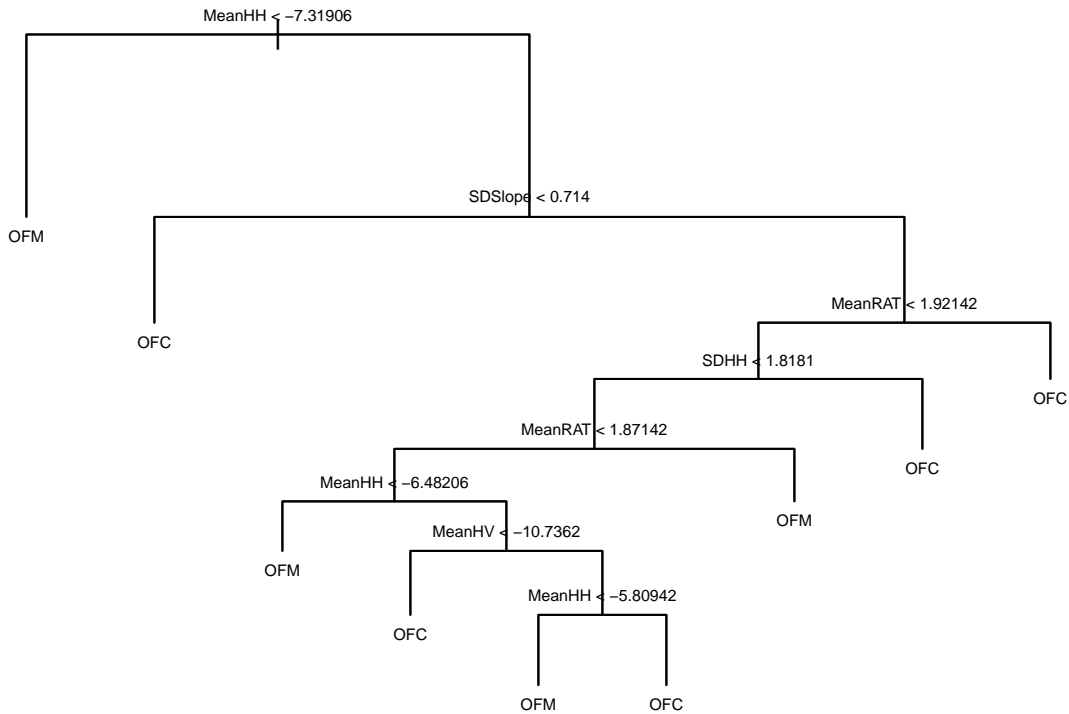 MeanHH < −7.31906
SDSlope < 0.714
OFM
MeanRAT < 1.92142
OFC
SDHH < 1.8181
OFC
MeanRAT < 1.87142
OFC
MeanHH < −6.48206
OFM
MeanHV < −10.7362
OFM
MeanHH < −5.80942
OFC
OFM
OFC